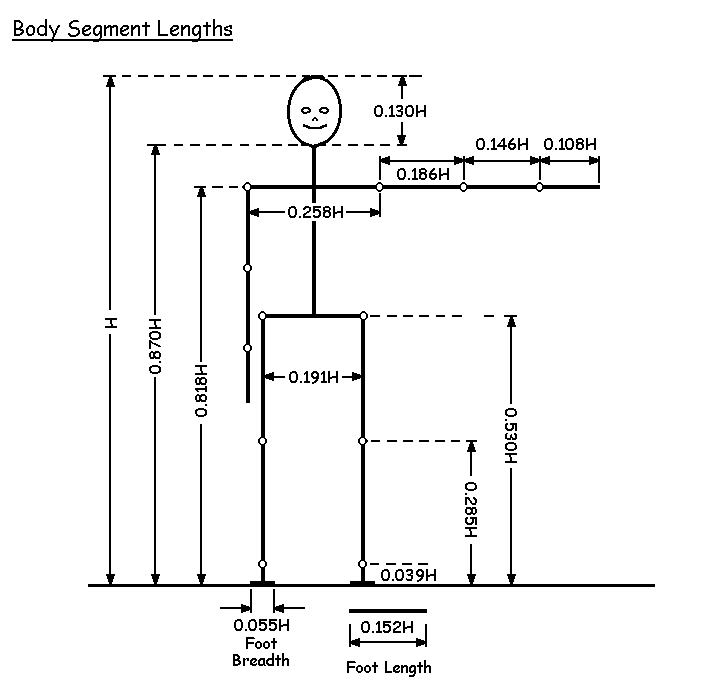 Body Segment Lengths
0.130H
0.146H 0.108H
0.186H
0.258H
H
0.870H
0.818H
0.191H
0.530H
0.285H
0.039H
0.055H
Foot
Breadth
0.152H
Foot Length